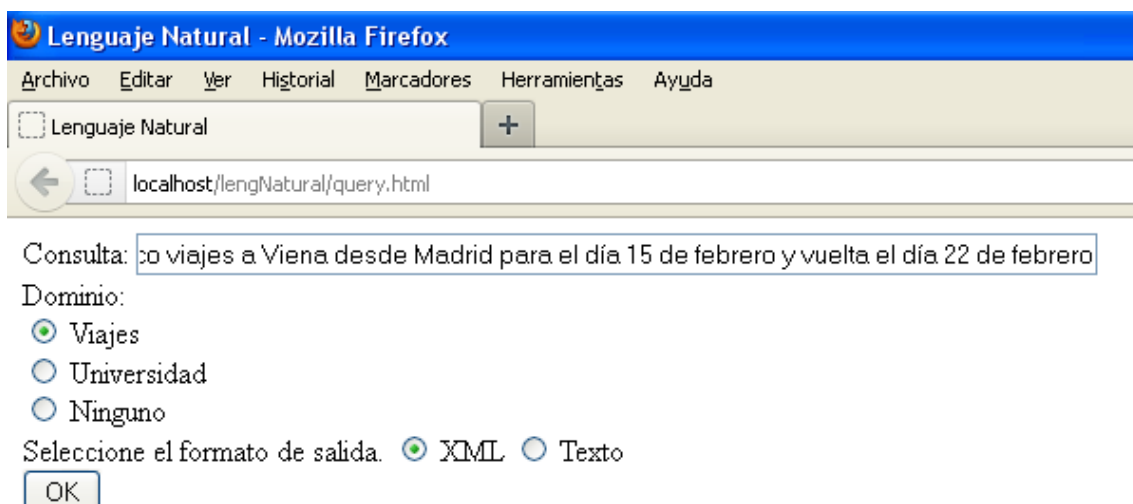 Lenguaje Natural - Mozilla Firefox
Archivo Editar Ver Historial Marcadores Herramientas Ayuda
Lenguaje Natural +
localhost/lengNatural/query.html
Consulta: co viajes a Viena desde Madrid para el día 15 de febrero y vuelta el día 22 de febrero
Dominio:
Viajes
Universidad
Ninguno
Seleccione el formato de salida. XML Texto
OK